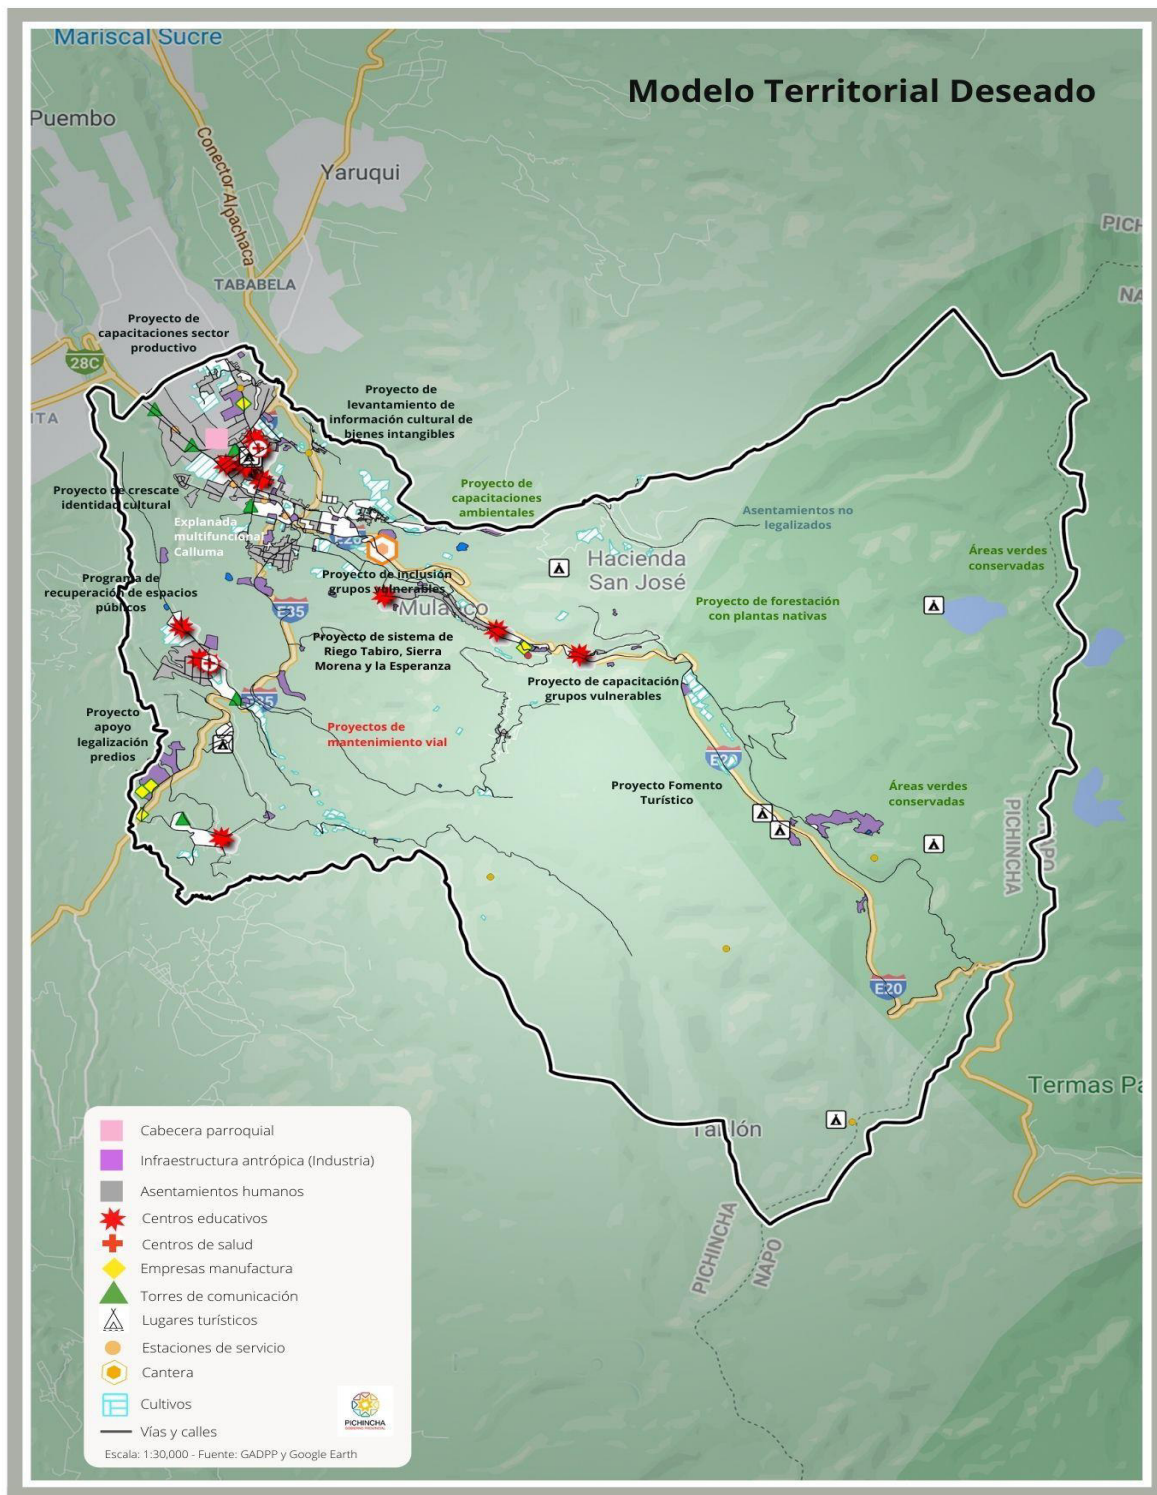 Mariscal Sucre
Modelo Territorial Deseado
Puembo
Conector Alpachaca
Yaruqui
PICH
TABABELA
NA
Proyecto de
capacitaciones sector
productivo
28C
ITA
Proyecto de
levantamiento de
información cultural de
bienes intangibles
Proyecto de crescate
identidad cultural
Proyecto de
capacitaciones
ambientales
Asentamientos no
legalizados
Explanada
multifuncional
Calluma
Áreas verdes
conservadas
Hacienda
San José
Proyecto de inclusión
grupos vulnerables
Programa de
recuperación de espacios
públicos
E35
Proyecto de forestación
con plantas nativas
Proyecto de sistema de
Riego Tabiro, Sierra
Morena y la Esperanza
Proyecto de capacitación
grupos vulnerables
Proyecto
apoyo
legalización
predios
Proyectos de
mantenimiento vial
Proyecto Fomento
Turístico
Áreas verdes
conservadas
PICHINCHA
NAPO
E20
Termas Pa
PICHINCHA
NAPO
Cabecera parroquial
Infraestructura antrópica (Industria)
Asentamientos humanos
Centros educativos
Centros de salud
Empresas manufactura
Torres de comunicación
Lugares turísticos
Estaciones de servicio
Cantera
Cultivos
Vías y calles
PICHINCHA
Escala: 1:30,000 - Fuente: GADPP y Google Earth